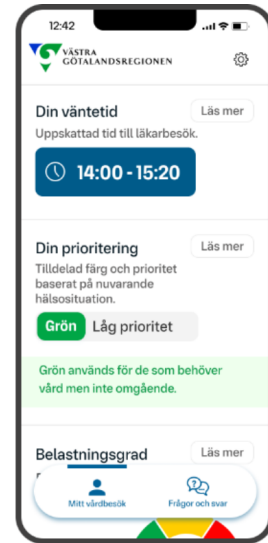 12:42
VÄSTRA
GÖTALANDSREGIONEN
Din väntetid
Läs mer
Uppskattad tid till läkarbesök.
14:00 - 15:20
Din prioritering
Läs mer
Tilldelad färg och prioritet
baserat på nuvarande
hälsosituation.
Grön Låg prioritet
Grön används för de som behöver
vård men inte omgående.
Belastningsgrad
Läs mer
Mitt vårdbesök
Frågor och svar